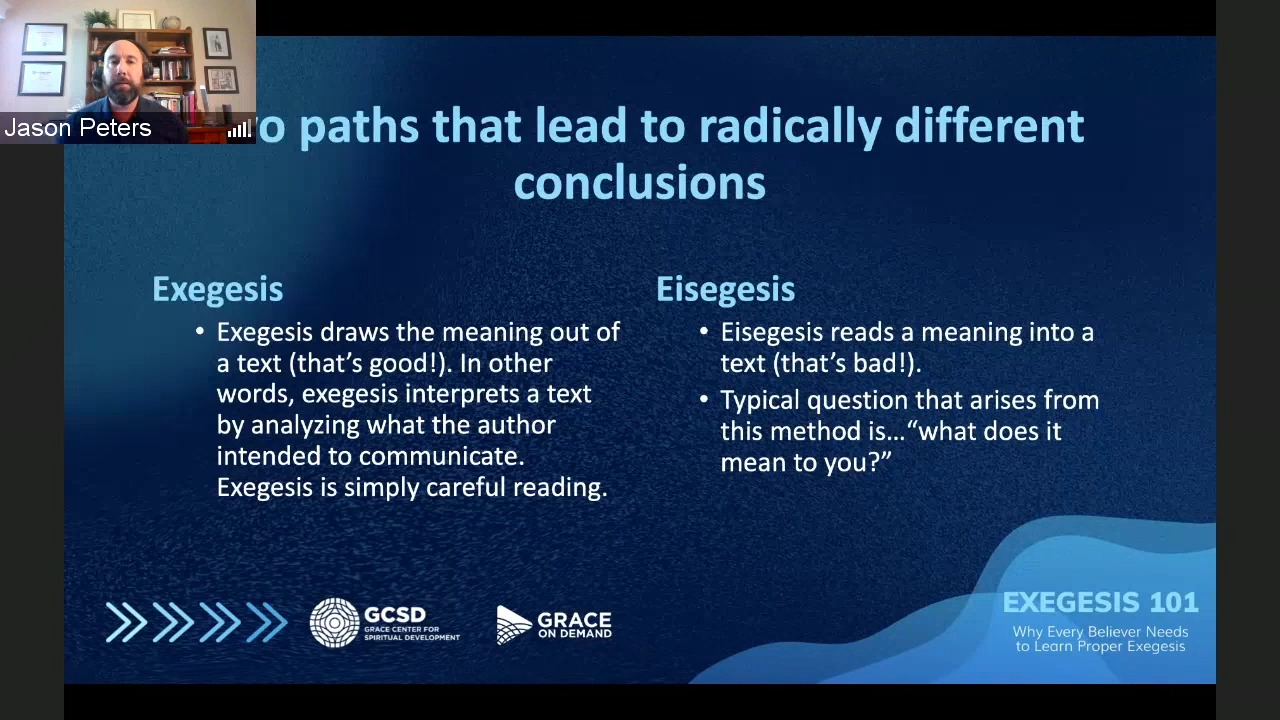 Jason Peters
paths that lead to radically different
conclusions
Exegesis
• Exegesis draws the meaning out of
a text (that’s good!). In other
words, exegesis interprets a text
by analyzing what the author
intended to communicate.
Exegesis is simply careful reading.
Eisegesis
• Eisegesis reads a meaning into a
text (that’s bad!).
• Typical question that arises from
this method is…“what does it
mean to you?”
GCSD
GRACE CENTER FOR
SPIRITUAL DEVELOPMENT
GRACE
ON DEMAND
EXEGESIS 101
Why Every Believer Needs
to Learn Proper Exegesis